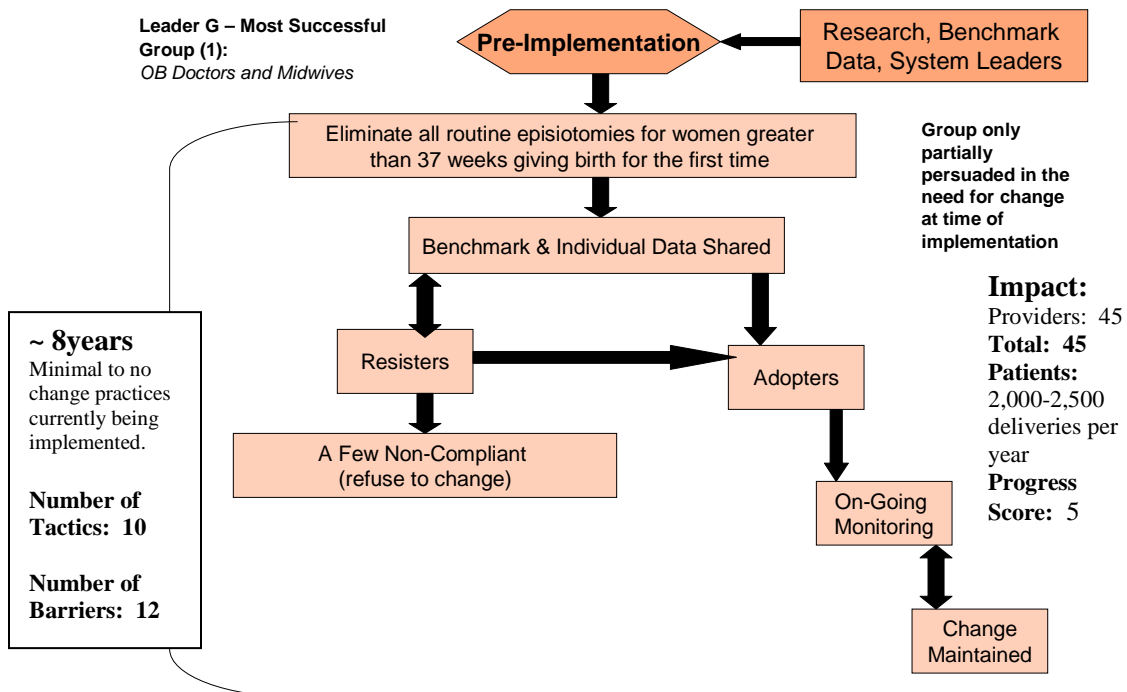 Leader G – Most Successful
Group (1):
OB Doctors and Midwives
Pre-Implementation
Research, Benchmark
Data, System Leaders
Eliminate all routine episiotomies for women greater
than 37 weeks giving birth for the first time
Group only
partially
persuaded in the
need for change
at time of
implementation
Benchmark & Individual Data Shared
Impact:
Providers: 45
Total: 45
Patients:
2,000-2,500
deliveries per
year
Progress
Score: 5
~ 8years
Minimal to no
change practices
currently being
implemented.
Number of
Tactics: 10
Number of
Barriers: 12
Resisters
Adopters
A Few Non-Compliant
(refuse to change)
On-Going
Monitoring
Change
Maintained